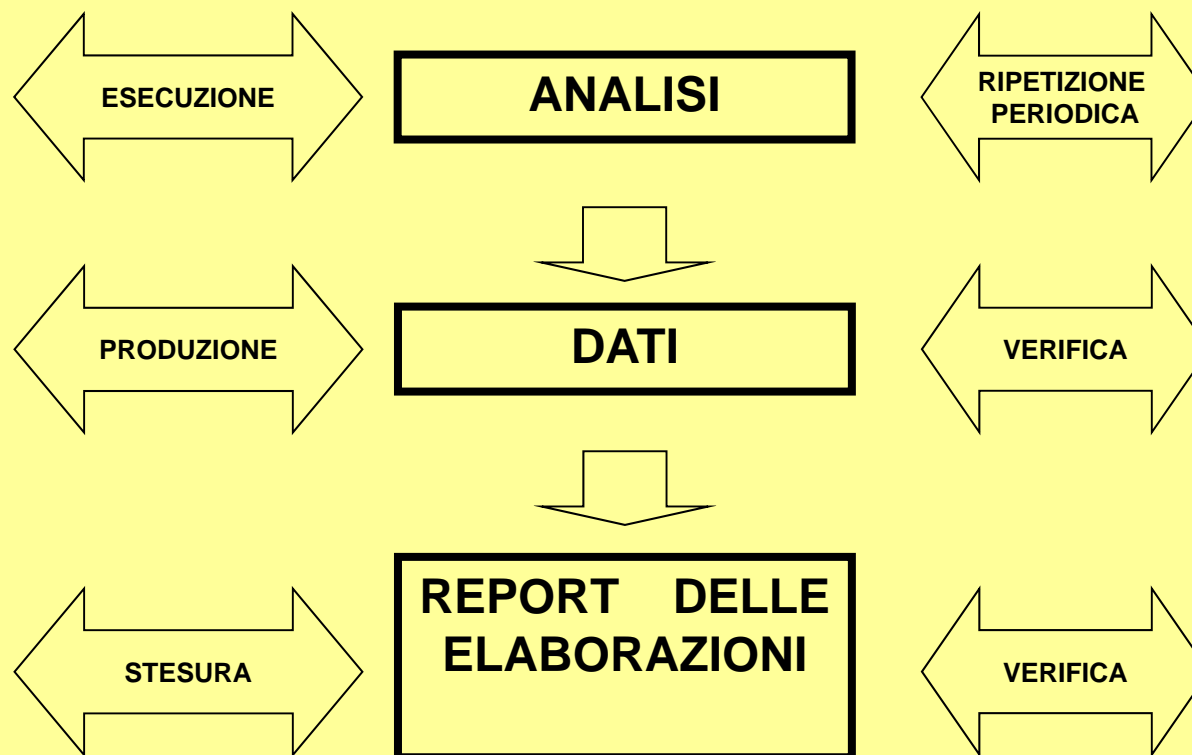 ESECUZIONE
ANALISI
RIPETIZIONE
PERIODICA
PRODUZIONE
DATI
VERIFICA
STESURA
REPORT DELLE
ELABORAZIONI
VERIFICA